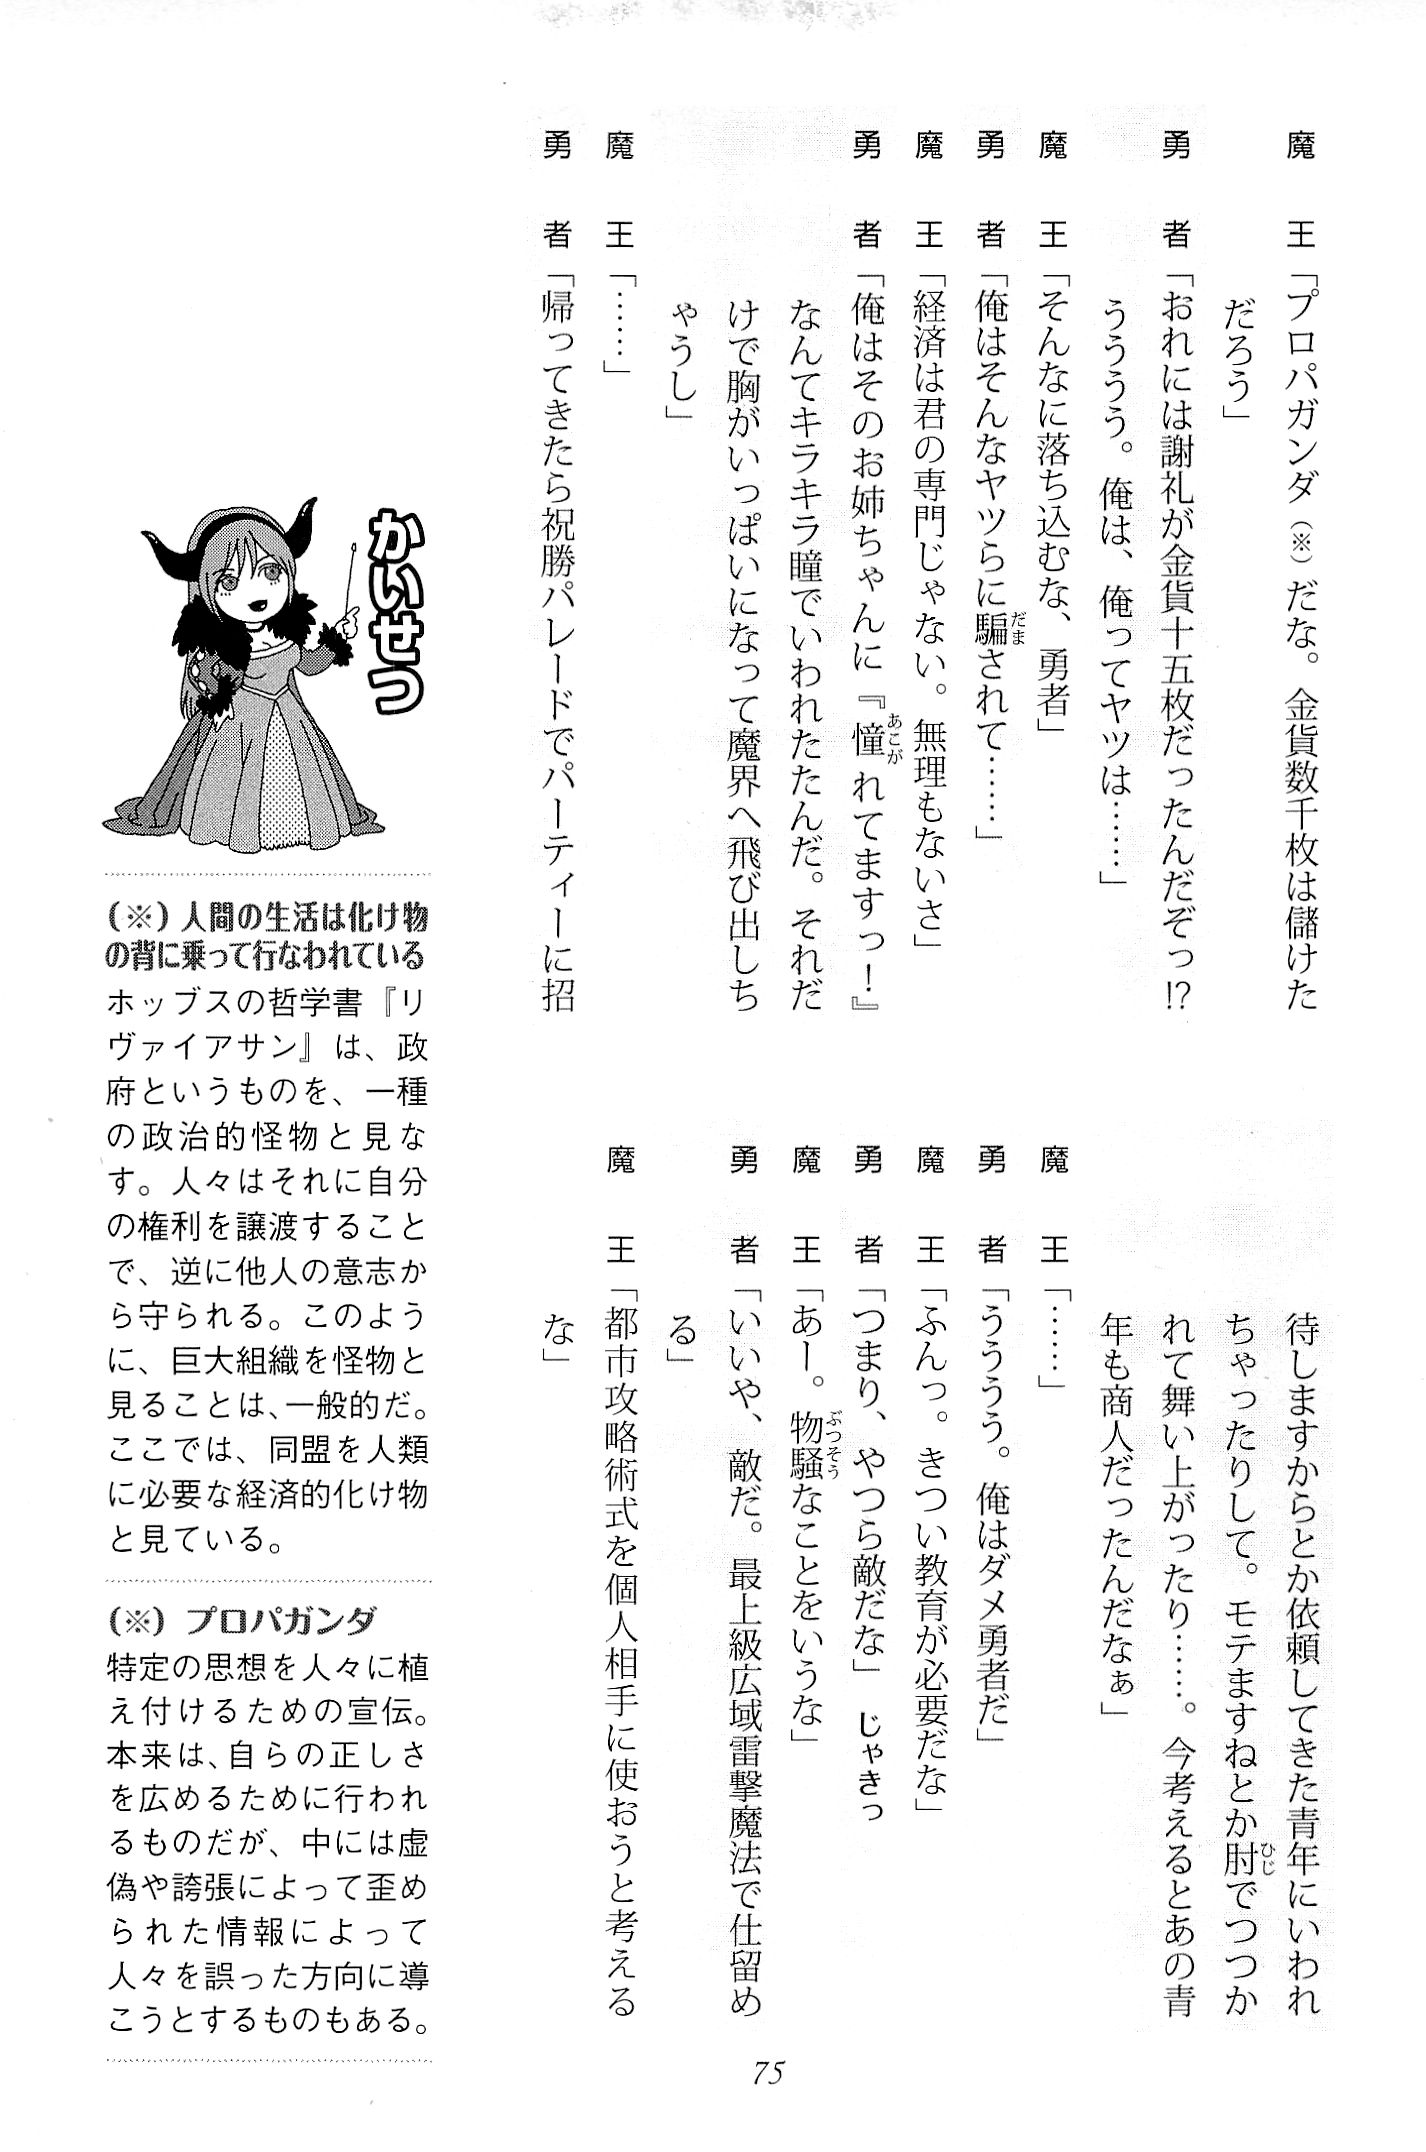 魔　王「プロパガンダ（※）だな。金貨数千枚は儲けた
だろう」
勇　者「おれには謝礼が金貨十五枚だったんだぞっ!?
うううう。俺は、俺ってヤツは……」
魔　王「そんなに落ち込むな、勇者」
勇　者「俺はそんなヤツらに騙されて……」
魔　王「経済は君の専門じゃない。無理もないさ」
勇　者「俺はそのお姉ちゃんに『憧れてますっ！』
なんてキラキラ瞳でいわれたたんだ。それだ
けで胸がいっぱいになって魔界へ飛び出しち
ゃうし」
魔　王「……」
勇　者「帰ってきたら祝勝パレードでパーティーに招
待しますからとか依頼してきた青年にいわれ
ちゃったりして。モテますねとか肘でつつか
れて舞い上がったり……。今考えるとあの青
年も商人だったんだなぁ」
魔　王「……」
勇　者「うううう。俺はダメ勇者だ」
魔　王「ふんっ。きつい教育が必要だな」
勇　者「つまり、やつら敵だな」 じゃきっ
魔　王「あー。物騒なことをいうな」
勇　者「いいや、敵だ。最上級広域雷撃魔法で仕留め
る」
魔　王「都市攻略術式を個人相手に使おうと考える
な」
かいせつ
（※）人間の生活は化け物
の背に乗って行なわれている
ホッブスの哲学書『リ
ヴァイアサン』は、政
府というものを、一種
の政治的怪物と見な
す。人々はそれに自分
の権利を譲渡すること
で、逆に他人の意志か
ら守られる。このよう
に、巨大組織を怪物と
見ることは、一般的だ。
ここでは、同盟を人類
に必要な経済的化け物
と見ている。
（※）プロパガンダ
特定の思想を人々に植
え付けるための宣伝。
本来は、自らの正しさ
を広めるために行われ
るものだが、中には虚
偽や誇張によって歪め
られた情報によって
人々を誤った方向に導
こうとするものもある。
75